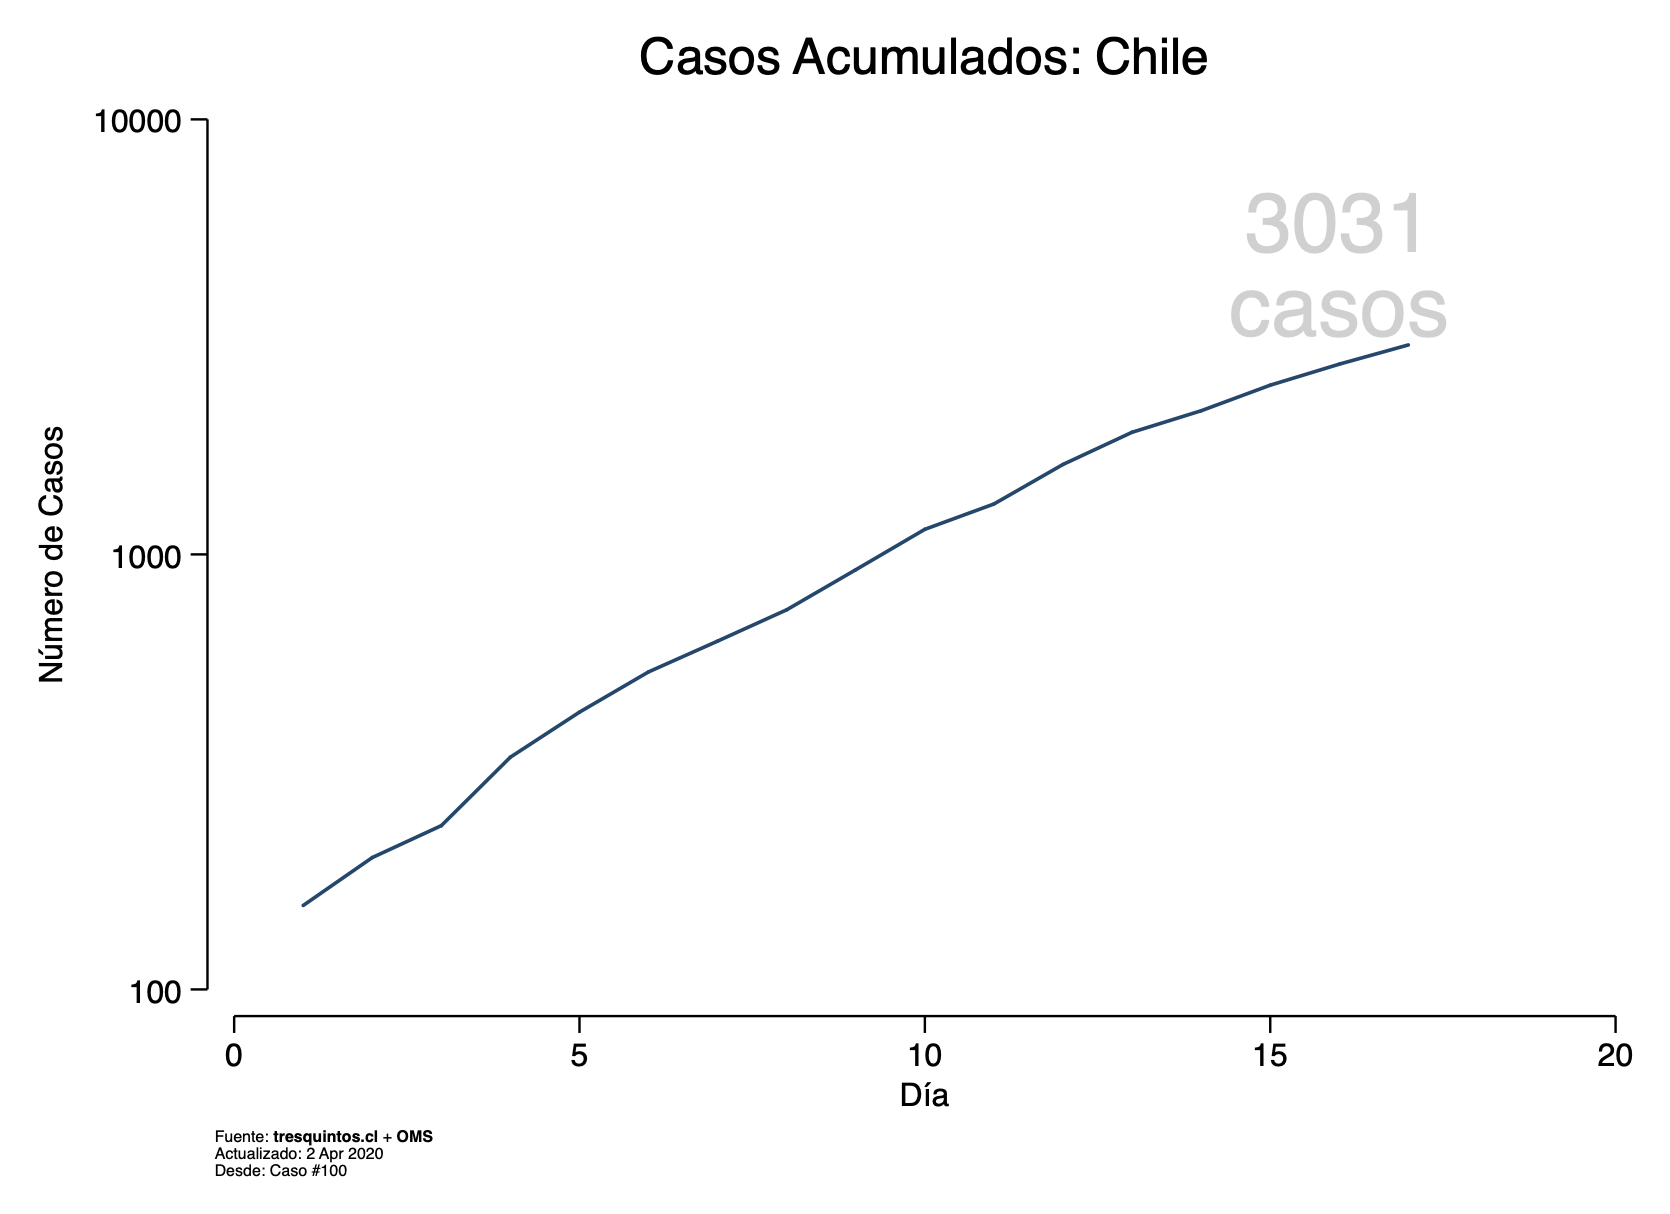 Casos Acumulados: Chile
10000
3031
casos
1000
Número de Casos
100
0 5 10 15 20
Día
Fuente: tresquintos.cl + OMS
Actualizado: 2 Apr 2020
Desde: Caso #100